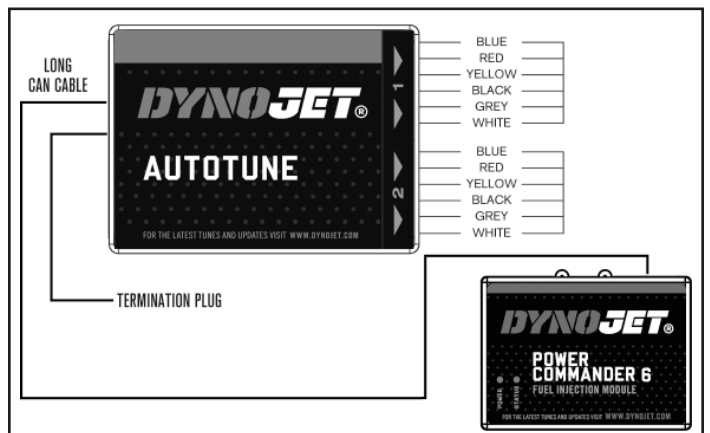 LONG
CAN CABLE
DYNOJET®
AUTOTUNE
FOR THE LATEST TUNES AND UPDATES VISIT WWW.DYNOJET.COM
1
2
BLUE
RED
YELLOW
BLACK
GREY
WHITE
BLUE
RED
YELLOW
BLACK
GREY
WHITE
TERMINATION PLUG
DYNOJET®
POWER
COMMANDER 6
FUEL INJECTION MODULE
POWER
STATUS
FOR THE LATEST TUNES AND UPDATES VISIT WWW.DYNOJET.COM